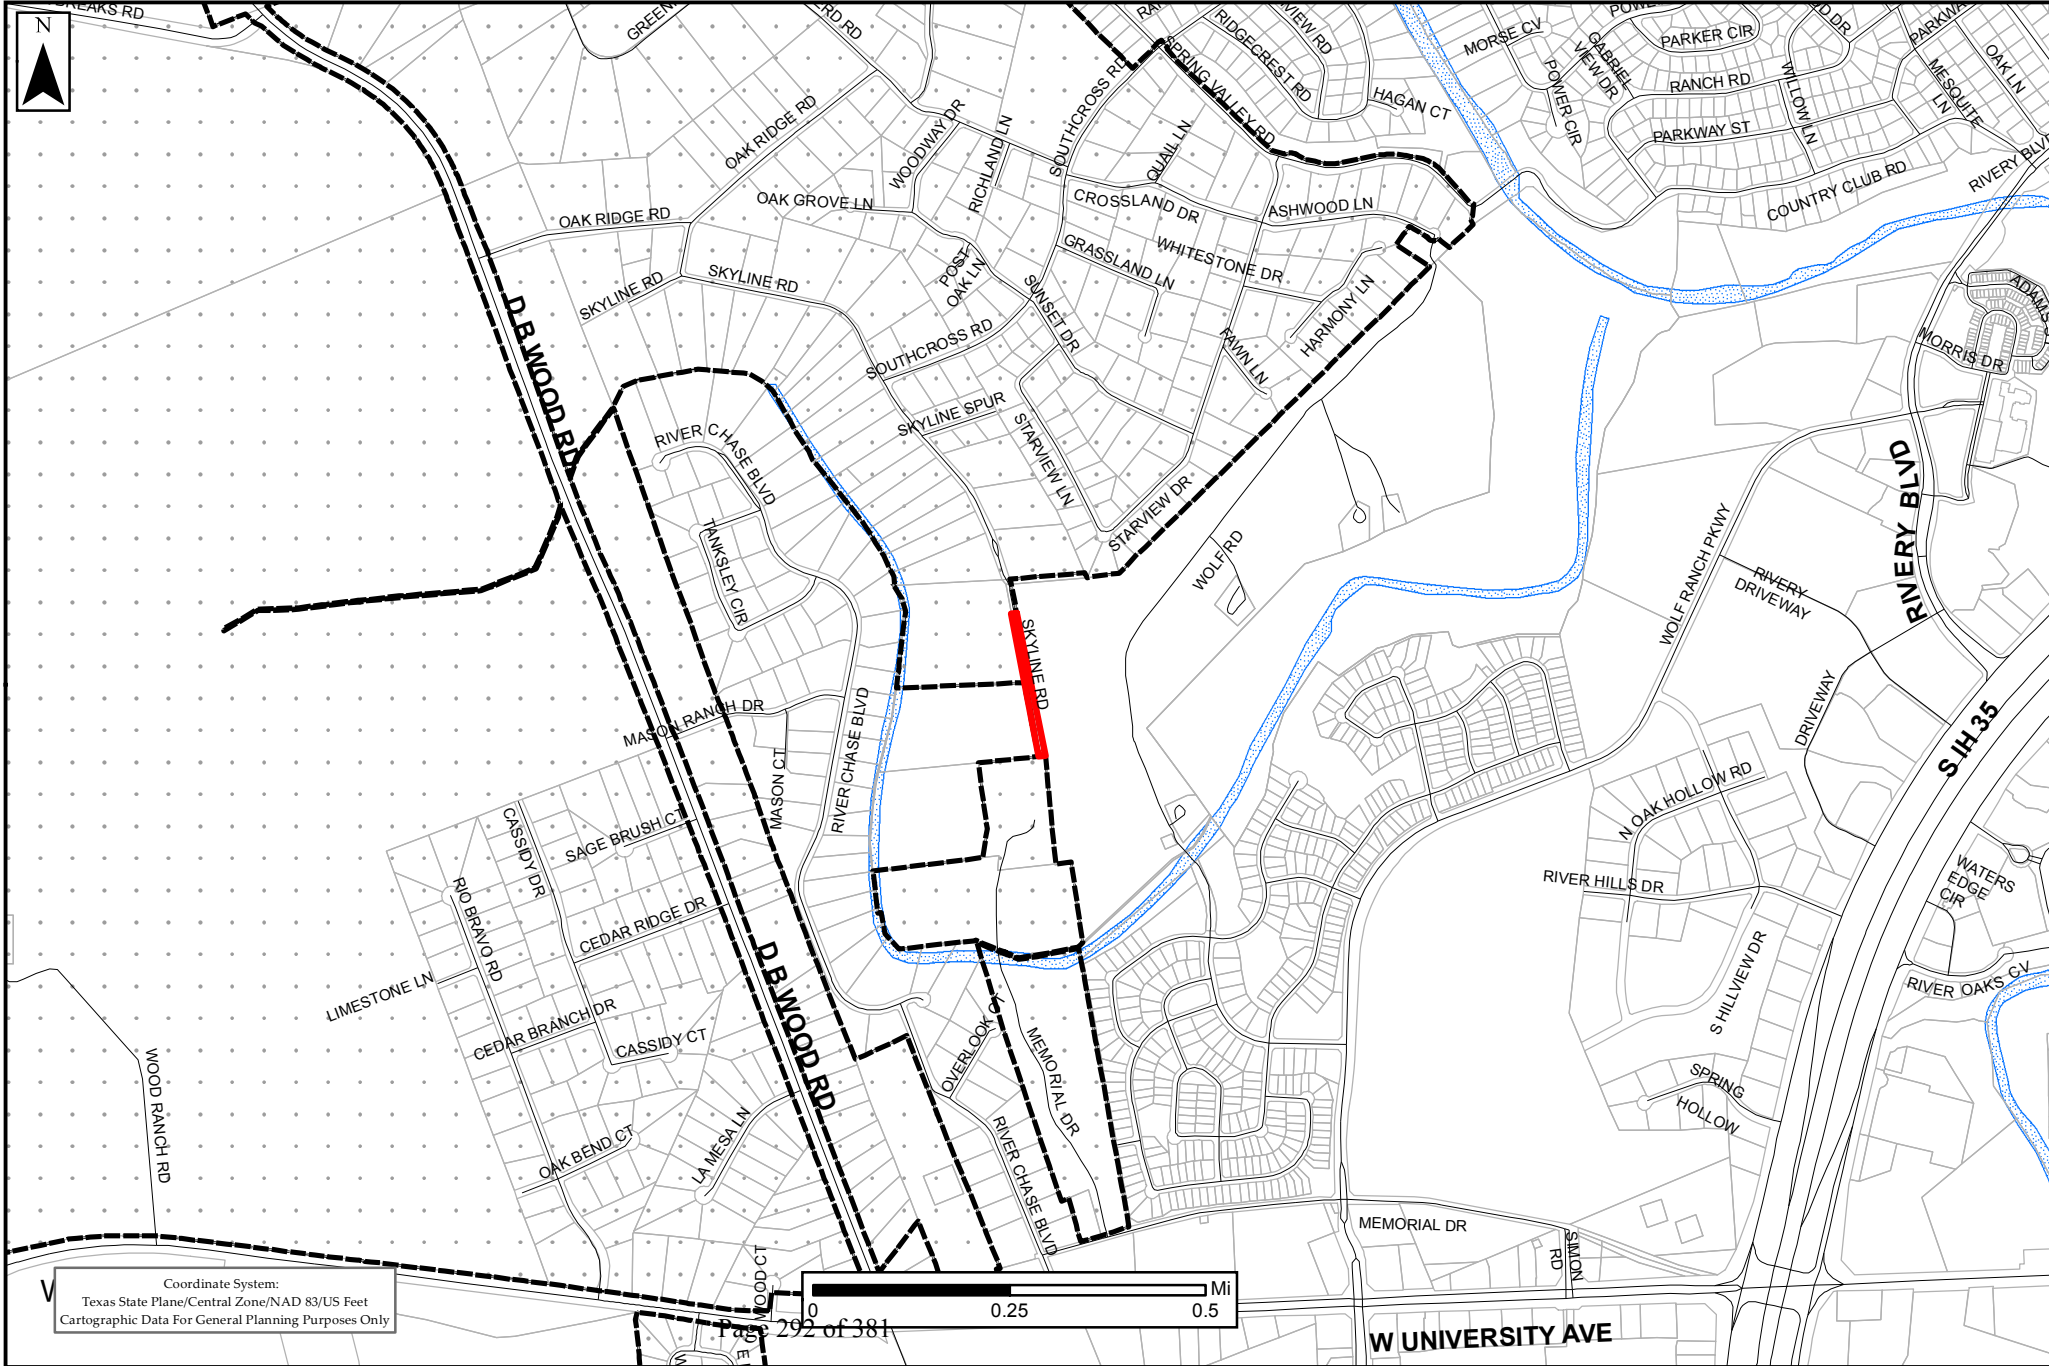 N
GREEN
RD RD
VIEW RD
RIDGECREST RD
SPRING VALLEY RD
HAGAN CT
MORSE CV
POWER CIR
GABRIEL
VIEW DR
PARKER CIR
RANCH RD
PARKWAY ST
WILLOW LN
MESQUITE
LN
OAK LN
COUNTRY CLUB RD
RIVERY BLVD
OAK RIDGE RD
WOODWAY DR
RICHLAND LN
SOUTHCROSS RD
QUAIL LN
OAK RIDGE RD
OAK GROVE LN
CROSSLAND DR
ASHWOOD LN
WHITESTONE DR
GRASSLAND LN
POST
OAK LN
SUNSET DR
HARMONY LN
FAWN LN
SKYLINE RD
SKYLINE RD
D B WOOD RD
SOUTHCROSS RD
SKYLINE SPUR
STARVIEW LN
STARVIEW DR
RIVER CHASE BLVD
TANKSLEY CIR
WOLF RD
WOLF RANCH PKWY
RIVERY BLVD
MORRIS DR
RIVERY
DRIVEWAY
DRIVEWAY
S IH 35
SKYLINE RD
MASON RANCH DR
MASON CT
RIVER CHASE BLVD
CASSIDY DR
SAGE BRUSH CT
RIO BRAVO RD
CEDAR RIDGE DR
LIMESTONE LN
CEDAR BRANCH DR
CASSIDY CT
D B WOOD RD
N OAK HOLLOW RD
RIVER HILLS DR
S HILLVIEW DR
WATERS
EDGE
CIR
RIVER OAKS CV
SPRING
HOLLOW
OVERLOOK CT
MEMORIAL DR
WOOD RANCH RD
OAK BEND CT
LA MESA LN
RIVER CHASE BLVD
MEMORIAL DR
SIMON
RD
WOOD CT
W UNIVERSITY AVE
Coordinate System:
Texas State Plane/Central Zone/NAD 83/US Feet
Cartographic Data For General Planning Purposes Only
Mi
0
0.25
0.5
Page 292 of 381